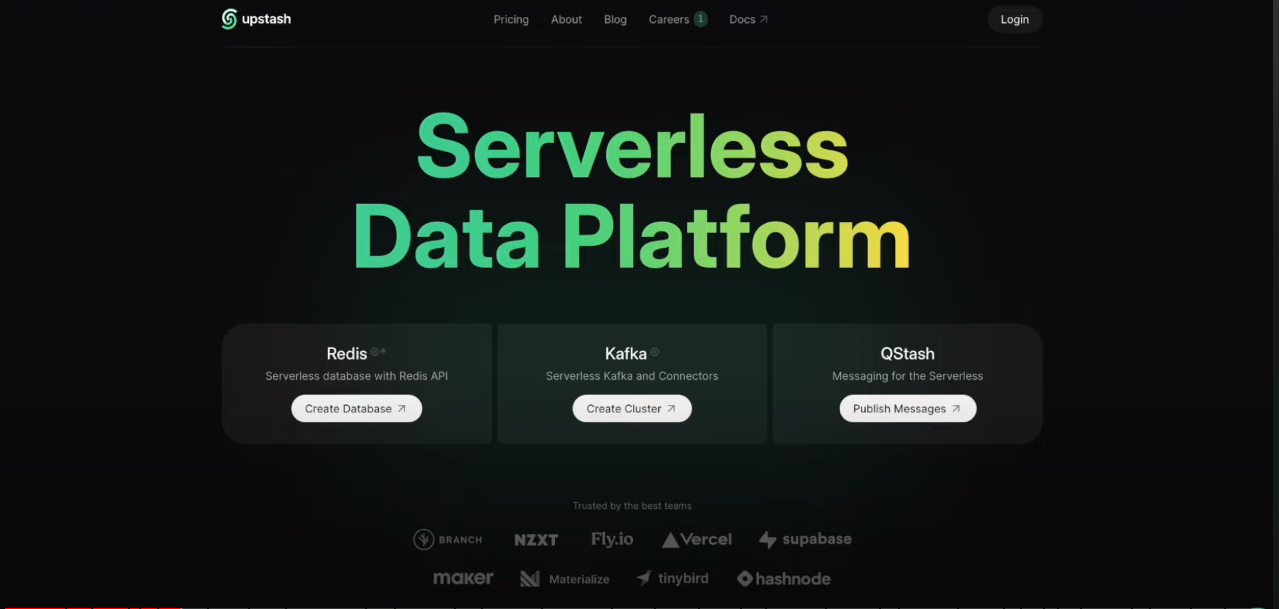 upstash Pricing About Blog Careers 1 Docs ↗ Login
Serverless
Data Platform
Redis ®*
Serverless database with Redis API
Create Database ↗
Kafka ®
Serverless Kafka and Connectors
Create Cluster ↗
QStash
Messaging for the Serverless
Publish Messages ↗
Trusted by the best teams
BRANCH NZXT Fly.io Vercel supabase
maker Materialize tinybird hashnode